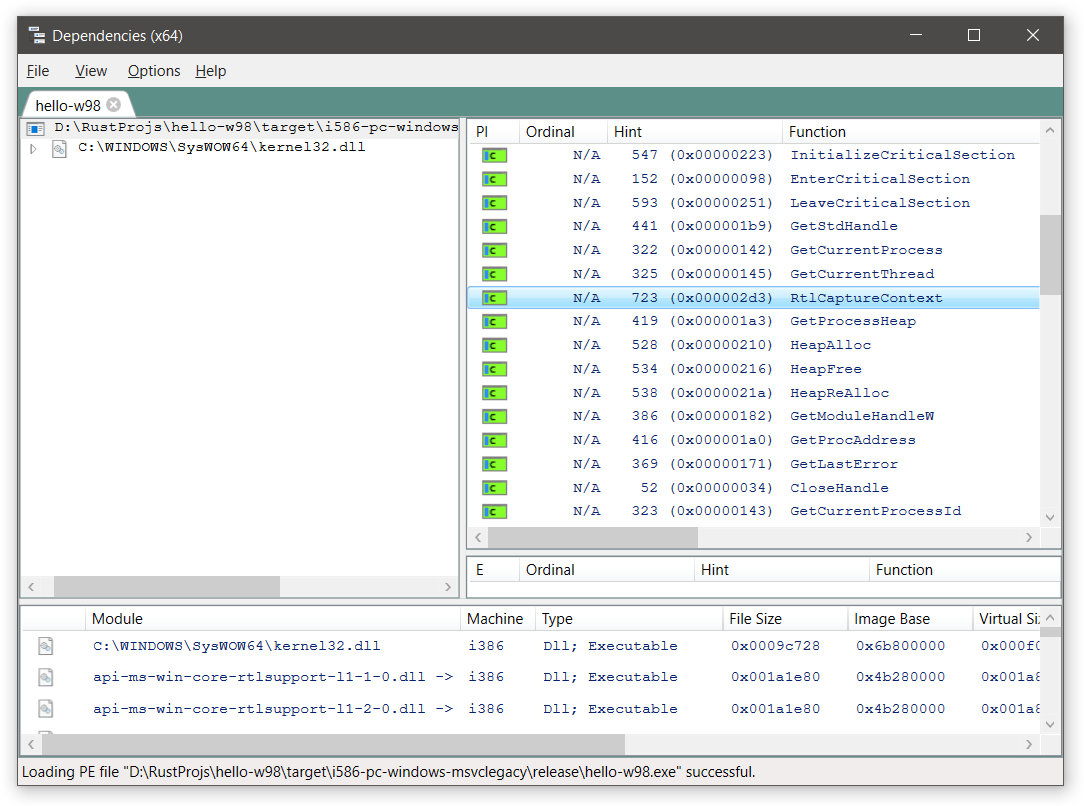 Dependencies (x64)
File View Options Help
hello-w98
D:\RustProjs\hello-w98\target\i586-pc-windows
C:\WINDOWS\SysWOW64\kernel32.dll
PI Ordinal Hint Function
C N/A 547 (0x00000223) InitializeCriticalSection
C N/A 152 (0x00000098) EnterCriticalSection
C N/A 593 (0x00000251) LeaveCriticalSection
C N/A 441 (0x000001b9) GetStdHandle
C N/A 322 (0x00000142) GetCurrentProcess
C N/A 325 (0x00000145) GetCurrentThread
C N/A 723 (0x000002d3) RtlCaptureContext
C N/A 419 (0x000001a3) GetProcessHeap
C N/A 528 (0x00000210) HeapAlloc
C N/A 534 (0x00000216) HeapFree
C N/A 538 (0x0000021a) HeapReAlloc
C N/A 386 (0x00000182) GetModuleHandleW
C N/A 416 (0x000001a0) GetProcAddress
C N/A 369 (0x00000171) GetLastError
C N/A 52 (0x00000034) CloseHandle
C N/A 323 (0x00000143) GetCurrentProcessId
E Ordinal Hint Function
Module Machine Type File Size Image Base Virtual Si
C:\WINDOWS\SysWOW64\kernel32.dll i386 Dll; Executable 0x0009c728 0x6b800000 0x000f0
api-ms-win-core-rtlsupport-l1-1-0.dll -> i386 Dll; Executable 0x001a1e80 0x4b280000 0x001a8
api-ms-win-core-rtlsupport-l1-2-0.dll -> i386 Dll; Executable 0x001a1e80 0x4b280000 0x001a8
Loading PE file "D:\RustProjs\hello-w98\target\i586-pc-windows-msvclegacy\release\hello-w98.exe" successful.